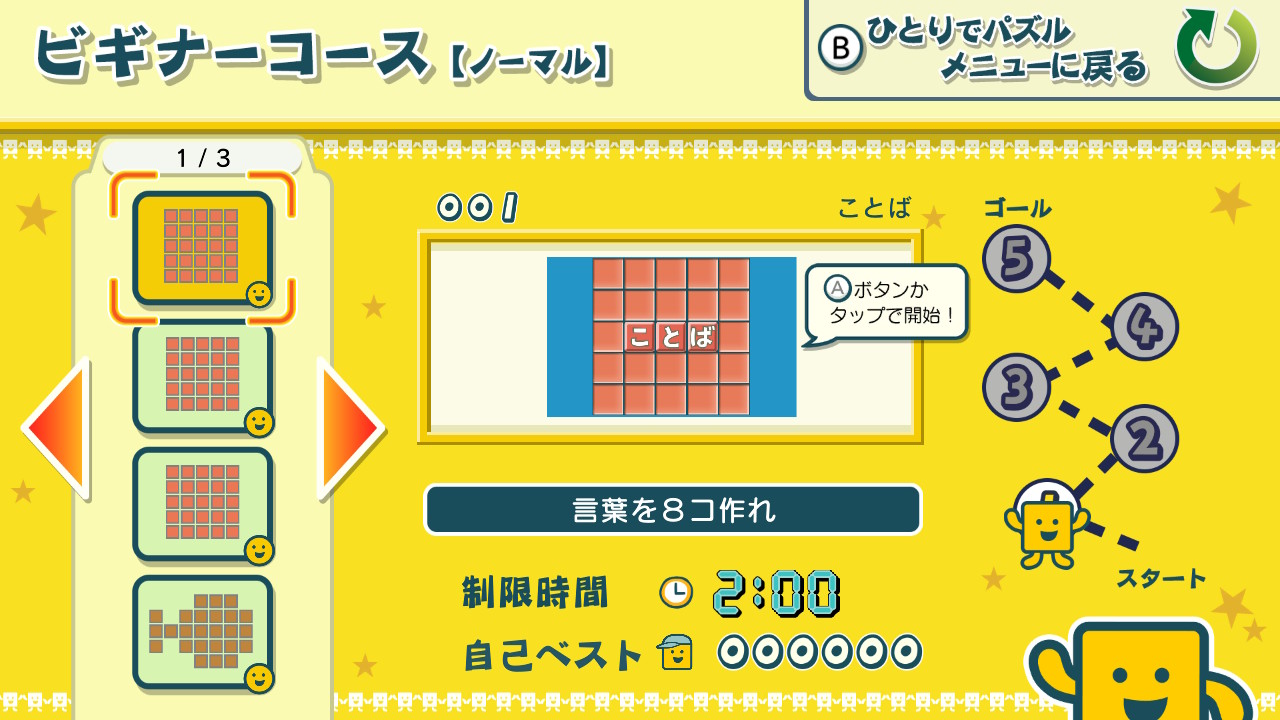 ビギナーコース【ノーマル】
B ひとりでパズル
メニューに戻る
1 / 3
001
ことば
ことば
A ボタンか
タップで開始！
言葉を８コ作れ
制限時間 2:00
自己ベスト 000000
ゴール
5
4
3
2
スタート